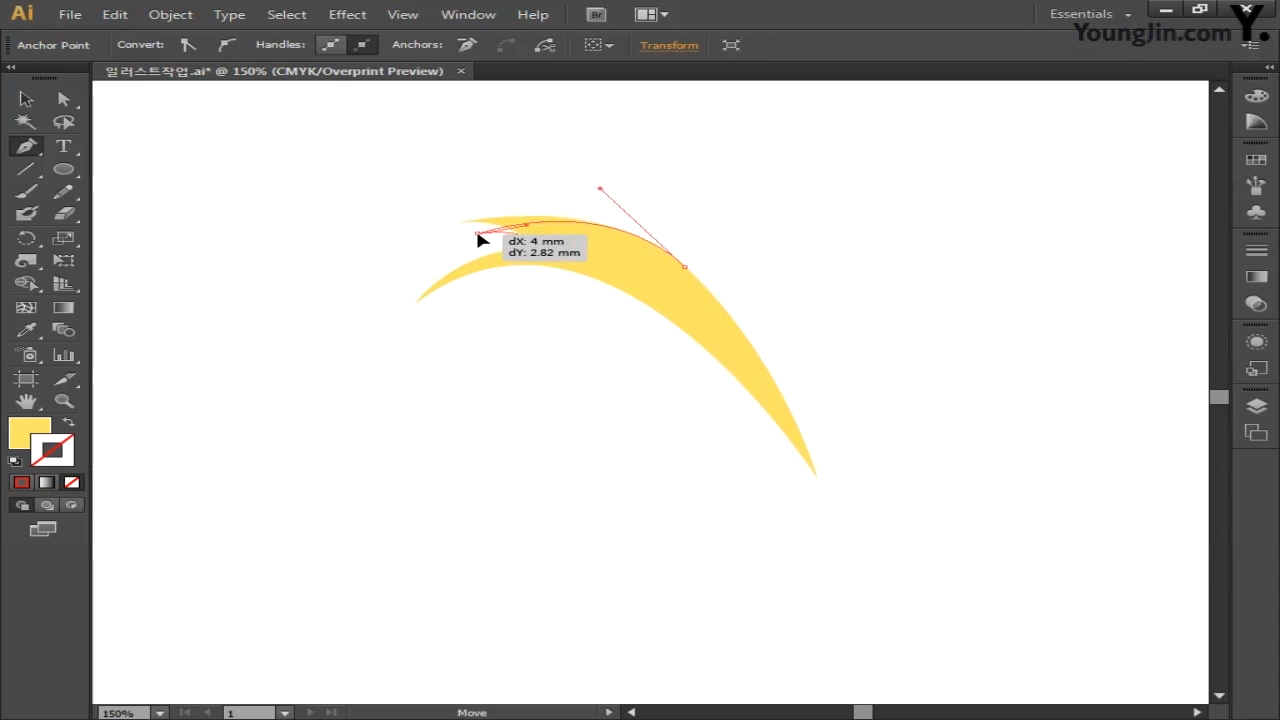 Ai File Edit Object Type Select Effect View Window Help Br Essentials
YoungJin.com Y.
Anchor Point Convert: Handles: Anchors: Transform
일러스트작업.ai* @ 150% (CMYK/Overprint Preview) ×
dX: 4 mm
dY: 2.82 mm
150% 1 Move